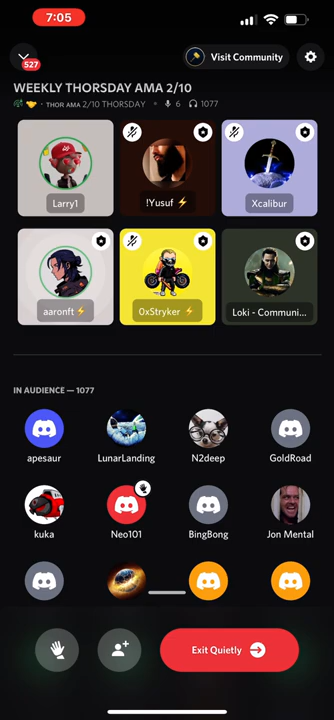 7:05
527
Visit Community
WEEKLY THORSDAY AMA 2/10
THOR AMA 2/10 THORSDAY • 6 1077
Larry1
!Yusuf
Xcalibur
aaronft
0xStryker
Loki - Communi...
IN AUDIENCE — 1077
apesaur
LunarLanding
N2deep
GoldRoad
kuka
Neo101
BingBong
Jon Mental
Exit Quietly